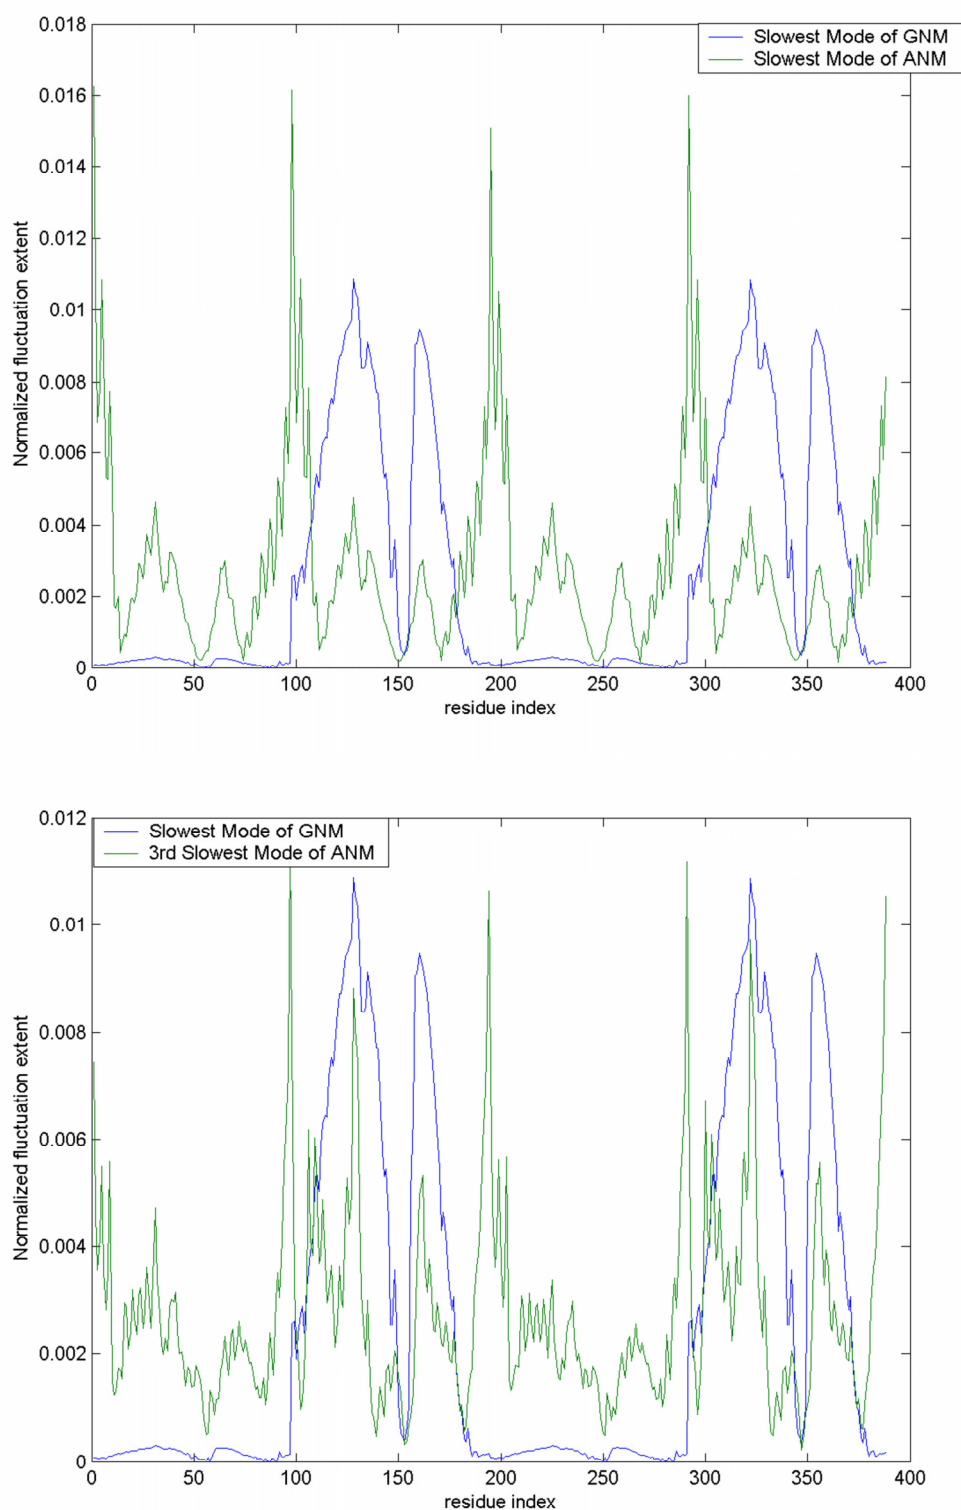 0.018
Slowest Mode of GNM
Slowest Mode of ANM
0.016
0.014
0.012
0.01
0.008
0.006
0.004
0.002
0
Normalized fluctuation extent
0 50 100 150 200 250 300 350 400
residue index
0.012
Slowest Mode of GNM
3rd Slowest Mode of ANM
0.01
0.008
0.006
0.004
0.002
0
Normalized fluctuation extent
0 50 100 150 200 250 300 350 400
residue index